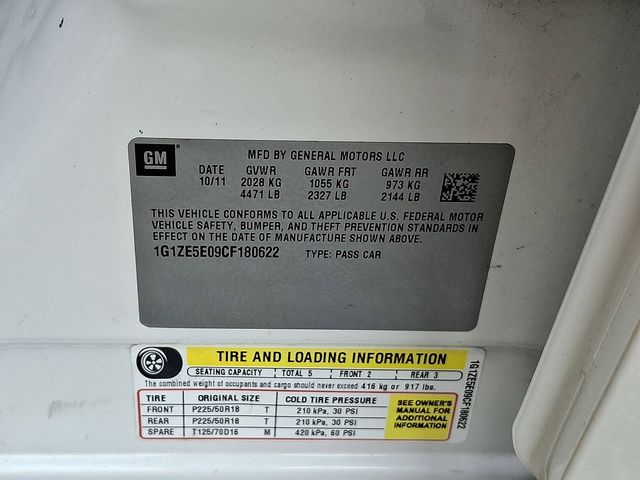 GM
MFD BY GENERAL MOTORS LLC
DATE GVWR GAWR FRT GAWR RR
10/11 2028 KG 1055 KG 973 KG
4471 LB 2327 LB 2144 LB
THIS VEHICLE CONFORMS TO ALL APPLICABLE U.S. FEDERAL MOTOR
VEHICLE SAFETY, BUMPER, AND THEFT PREVENTION STANDARDS IN
EFFECT ON THE DATE OF MANUFACTURE SHOWN ABOVE.
1G1ZE5E09CF180622 TYPE: PASS CAR
TIRE AND LOADING INFORMATION
SEATING CAPACITY TOTAL 5 FRONT 2 REAR 3
The combined weight of occupants and cargo should never exceed 416 kg or 917 lbs.
TIRE ORIGINAL SIZE COLD TIRE PRESSURE
FRONT P225/50R18 T 210 kPa, 30 PSI
REAR P225/50R18 T 210 kPa, 30 PSI
SPARE T125/70D16 M 420 kPa, 60 PSI
SEE OWNER'S
MANUAL FOR
ADDITIONAL
INFORMATION
1G1ZE5E09CF180622